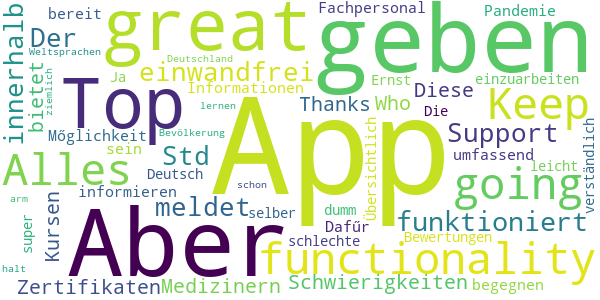 innerhalb
bereit
great
Fachpersonal
Pandemie
Der
Weltsprachen
Deutschland
geben
bietet
ziemlich
Ja
einwandfrei
Ernst
einzuarbeiten
Top
Informationen
Thanks
Who
Diese
Keep
lernen
App
Möglichkeit
Bevölkerung
Die
Support
verständlich
sein
Std
Übersichtlich
umfassend
Alles
Deutsch
schon
going
leicht
informieren
Kursen
arm
meldet
selber
dumm
funktioniert
super
Aber
Dafür
schlechte
Bewertungen
functionality
halt
Zertifikaten
Medizinern
Schwierigkeiten
begegnen